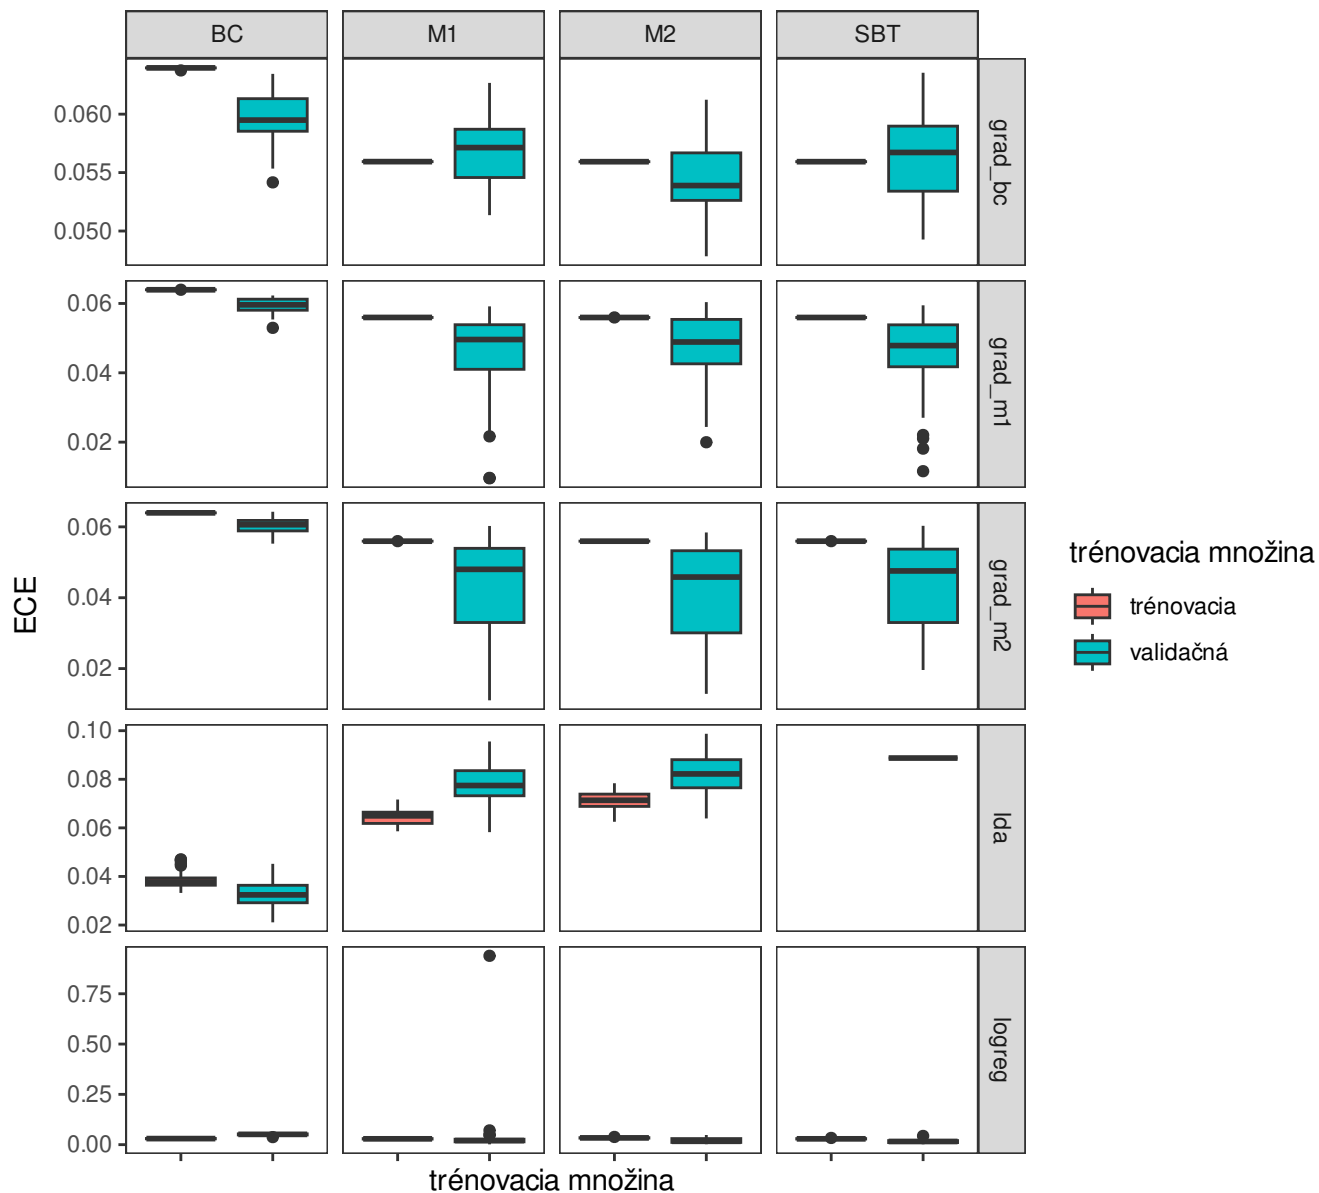 BC
M1
M2
SBT
0.060
0.055
0.050
grad_bc
0.06
0.04
0.02
grad_m1
0.06
0.04
0.02
grad_m2
0.10
0.08
0.06
0.04
0.02
lda
0.75
0.50
0.25
0.00
logreg
ECE
trénovacia množina
trénovacia množina
trénovacia
validačná